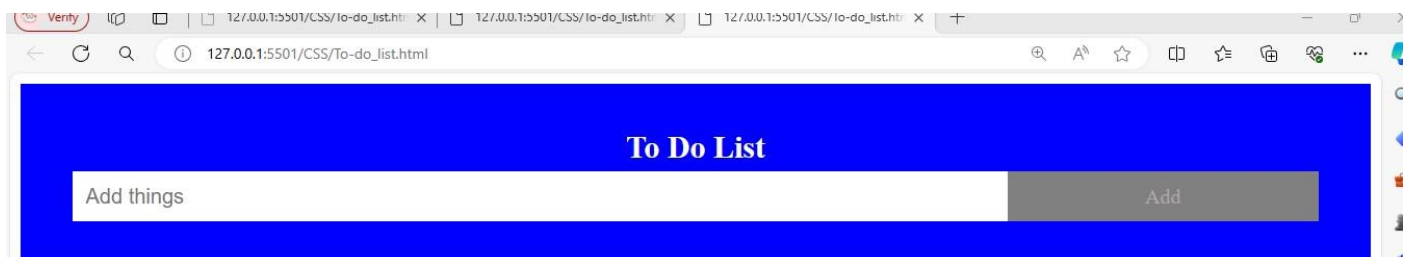 Verify 127.0.0.1:5501/CSS/To-do_list.htm 127.0.0.1:5501/CSS/To-do_list.htm 127.0.0.1:5501/CSS/To-do_list.htm
127.0.0.1:5501/CSS/To-do_list.html
To Do List
Add things Add